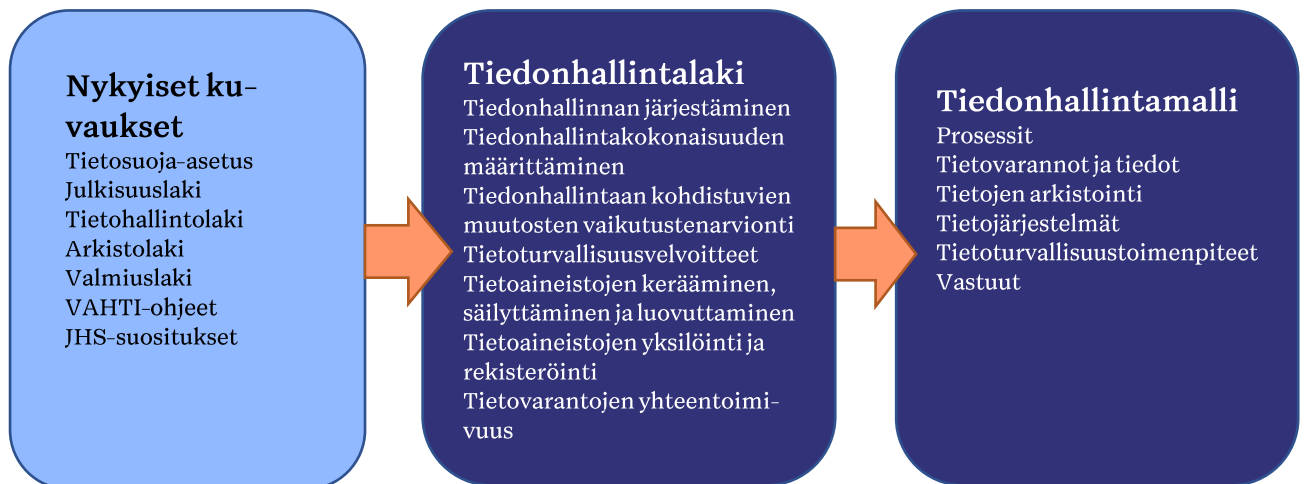 Nykyiset ku-
vaukset
Tietosuoja-asetus
Julkisuuslaki
Tietohallintolaki
Arkistolaki
Valmiuslaki
VAHTI-ohjeet
JHS-suositukset
Tiedonhallintalaki
Tiedonhallinnan järjestäminen
Tiedonhallintakokonaisuuden
määrittäminen
Tiedonhallintaan kohdistuvien
muutosten vaikutustenarvionti
Tietoturvallisuusvelvoitteet
Tietoaineistojen kerääminen,
säilyttäminen ja luovuttaminen
Tietoaineistojen yksilöinti ja
rekisteröinti
Tietovarantojen yhteentoimi-
vuus
Tiedonhallintamalli
Prosessit
Tietovarannot ja tiedot
Tietojen arkistointi
Tietojärjestelmät
Tietoturvallisuustoimenpiteet
Vastuut